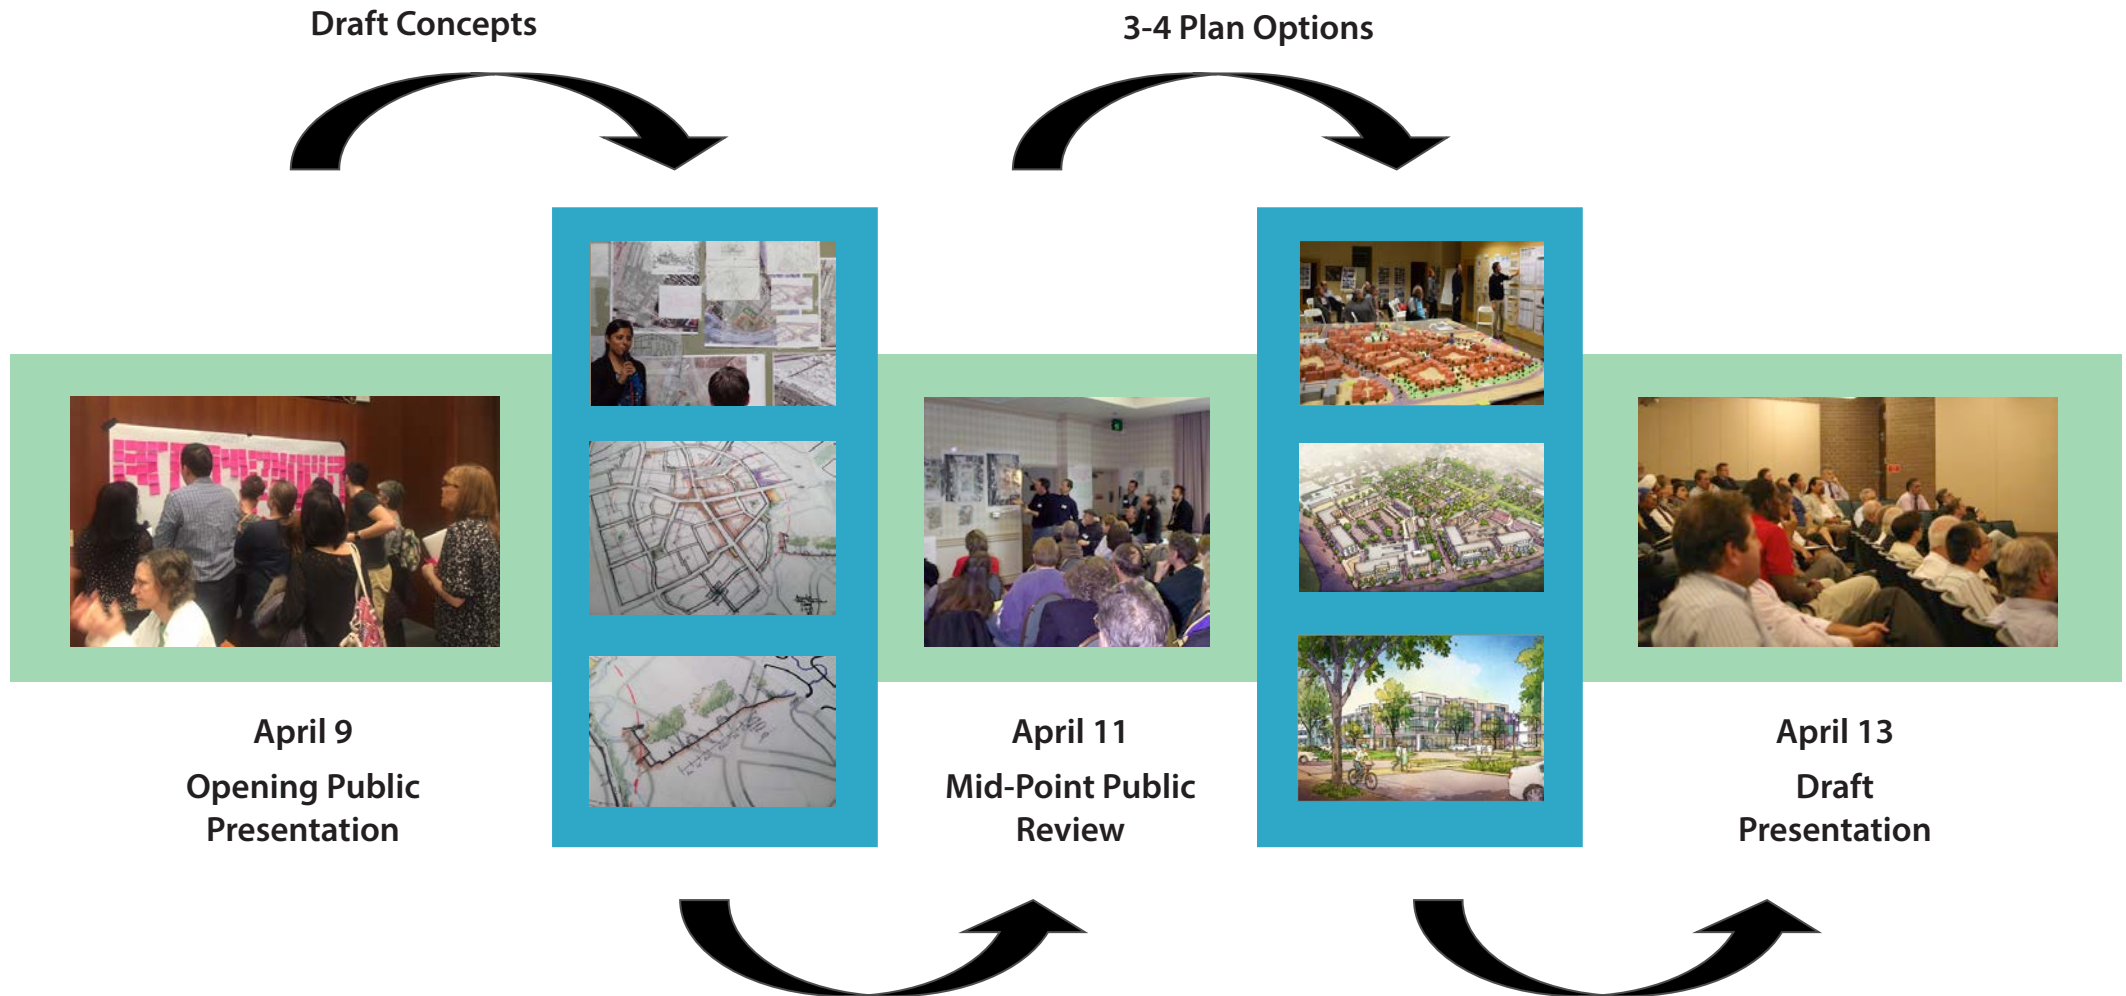 Draft Concepts
3-4 Plan Options
April 9
Opening Public
Presentation
April 11
Mid-Point Public
Review
April 13
Draft
Presentation